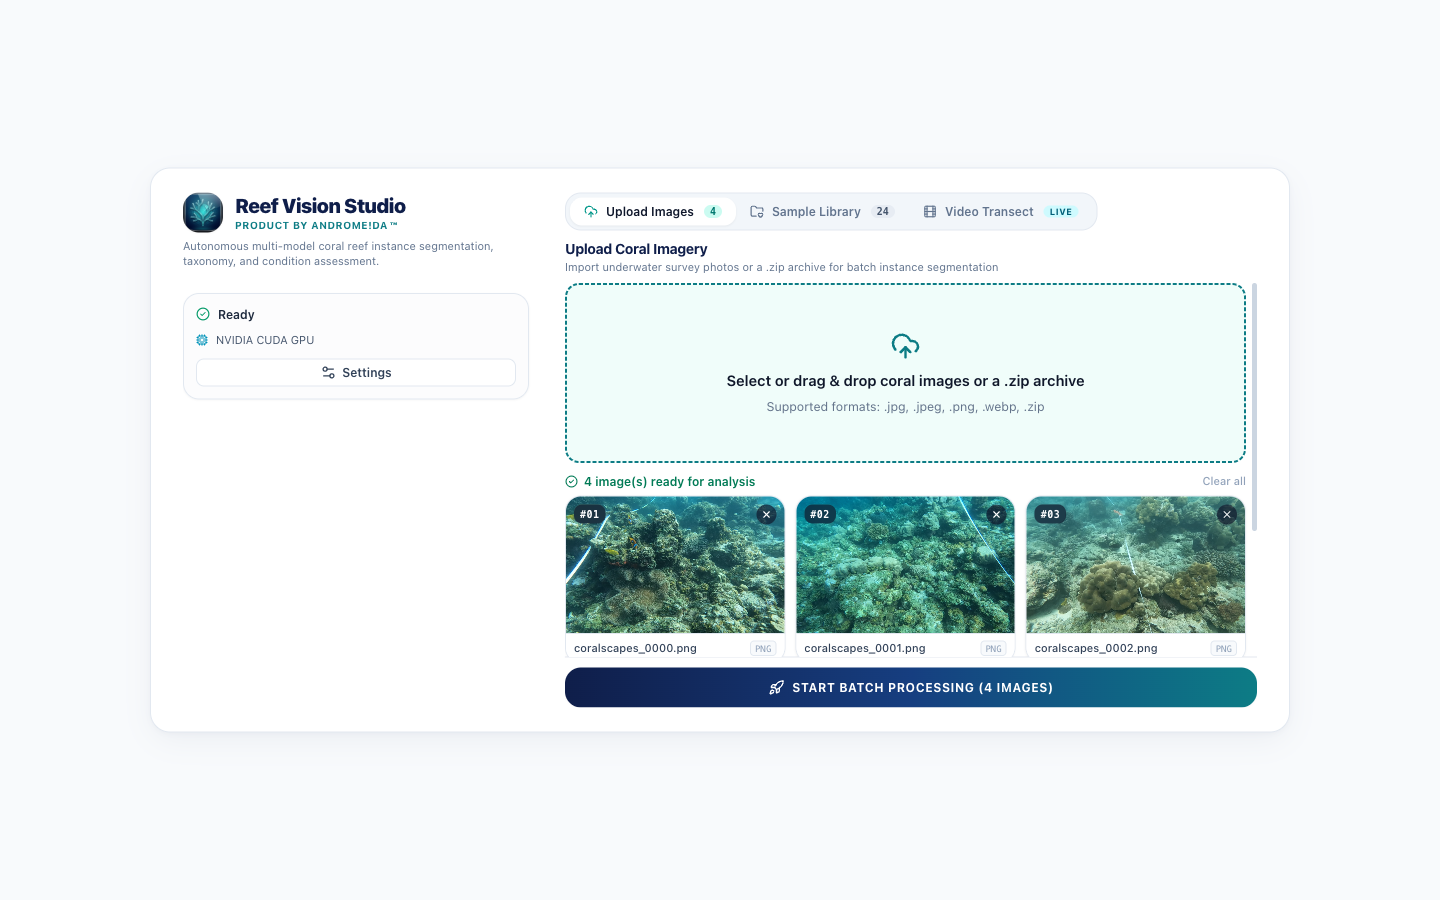 Reef Vision Studio
PRODUCT BY ANDROME!DA™
Autonomous multi-model coral reef instance segmentation,
taxonomy, and condition assessment.
Ready
NVIDIA CUDA GPU
Settings
Upload Images 4
Sample Library 24
Video Transect LIVE
Upload Coral Imagery
Import underwater survey photos or a .zip archive for batch instance segmentation
Select or drag & drop coral images or a .zip archive
Supported formats: .jpg, .jpeg, .png, .webp, .zip
4 image(s) ready for analysis
Clear all
#01
#02
#03
coralscapes_0000.png PNG
coralscapes_0001.png PNG
coralscapes_0002.png PNG
START BATCH PROCESSING (4 IMAGES)